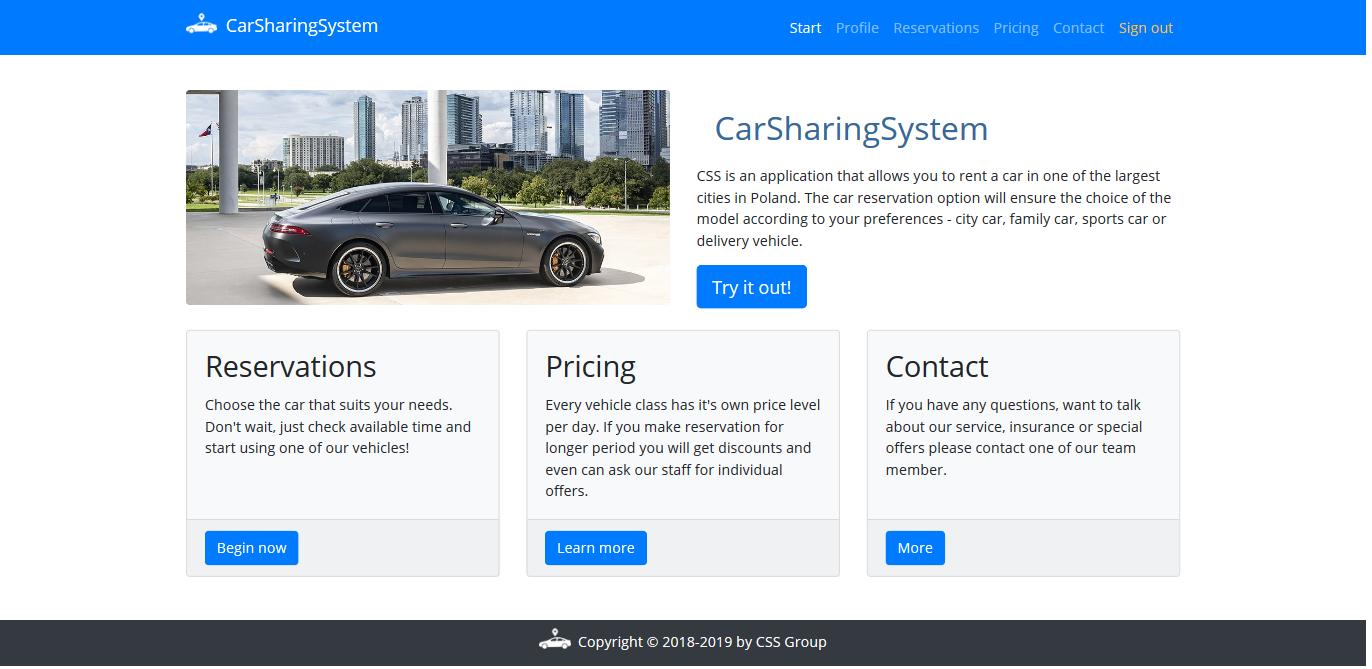 CarSharingSystem
Start Profile Reservations Pricing Contact Sign out
CarSharingSystem
CSS is an application that allows you to rent a car in one of the largest
cities in Poland. The car reservation option will ensure the choice of the
model according to your preferences - city car, family car, sports car or
delivery vehicle.
Try it out!
Reservations
Choose the car that suits your needs.
Don't wait, just check available time and
start using one of our vehicles!
Begin now
Pricing
Every vehicle class has it's own price level
per day. If you make reservation for
longer period you will get discounts and
even can ask our staff for individual
offers.
Learn more
Contact
If you have any questions, want to talk
about our service, insurance or special
offers please contact one of our team
member.
More
Copyright © 2018-2019 by CSS Group